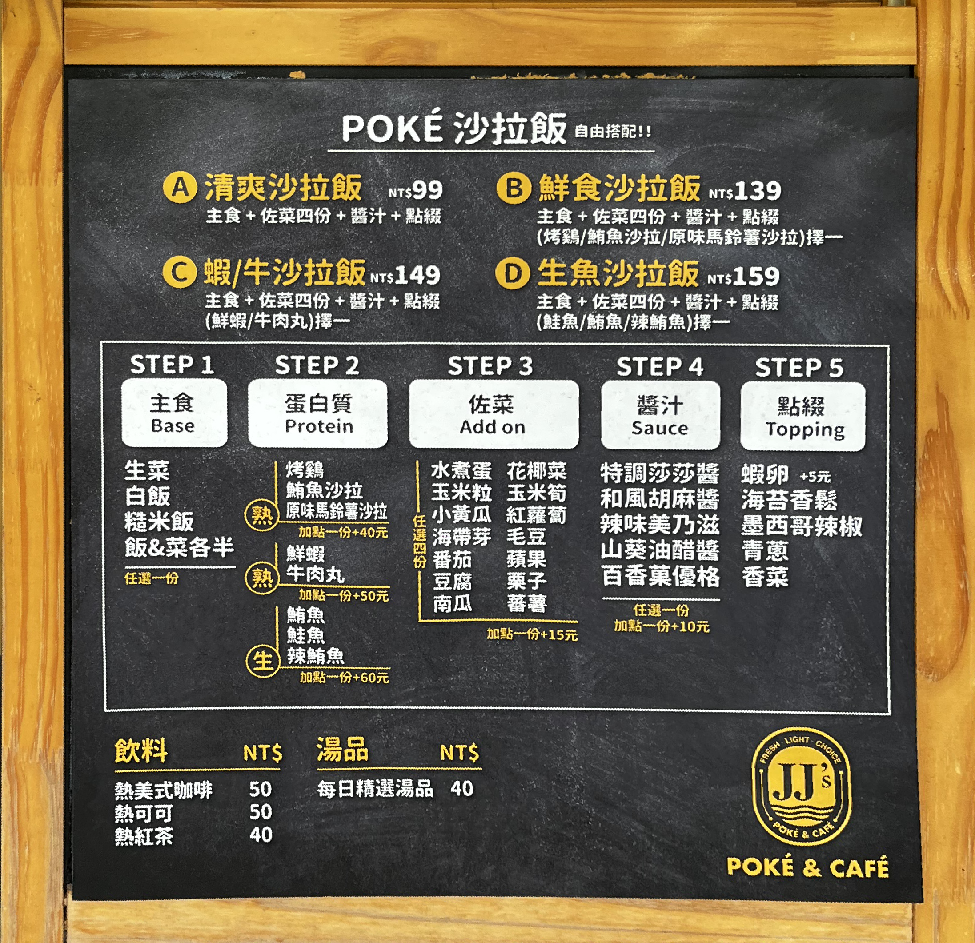 POKÉ 沙拉飯 自由搭配!!
A 清爽沙拉飯 NT$99
主食 + 佐菜四份 + 醬汁 + 點綴
B 鮮食沙拉飯 NT$139
主食 + 佐菜四份 + 醬汁 + 點綴
(烤鷄/鮪魚沙拉/原味馬鈴薯沙拉)擇一
C 蝦/牛沙拉飯 NT$149
主食 + 佐菜四份 + 醬汁 + 點綴
(鮮蝦/牛肉丸)擇一
D 生魚沙拉飯 NT$159
主食 + 佐菜四份 + 醬汁 + 點綴
(鮭魚/鮪魚/辣鮪魚)擇一
STEP 1
主食
Base
生菜
白飯
糙米飯
飯&菜各半
任選一份
STEP 2
蛋白質
Protein
熟
烤鷄
鮪魚沙拉
原味馬鈴薯沙拉
加點一份+40元
熟
鮮蝦
牛肉丸
加點一份+50元
生
鮪魚
鮭魚
辣鮪魚
加點一份+60元
STEP 3
佐菜
Add on
任選四份
水煮蛋 花椰菜
玉米粒 玉米筍
小黃瓜 紅蘿蔔
海帶芽 毛豆
番茄 蘋果
豆腐 栗子
南瓜 蕃薯
加點一份+15元
STEP 4
醬汁
Sauce
特調莎莎醬
和風胡麻醬
辣味美乃滋
山葵油醋醬
百香菓優格
任選一份
加點一份+10元
STEP 5
點綴
Topping
蝦卵 +5元
海苔香鬆
墨西哥辣椒
青蔥
香菜
飲料 NT$
熱美式咖啡 50
熱可可 50
熱紅茶 40
湯品 NT$
每日精選湯品 40
FRESH · LIGHT · CHOICE
JJ's
POKÉ & CAFÉ
POKÉ & CAFÉ